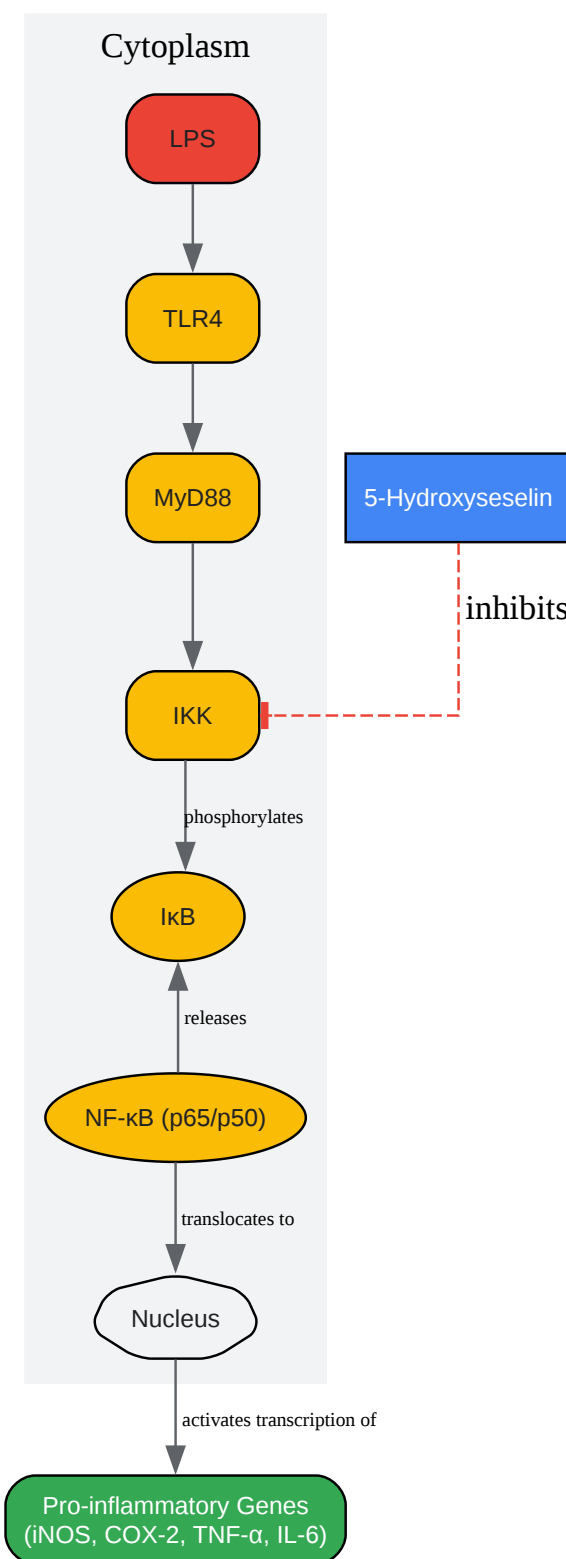 Cytoplasm
LPS
TLR4
MyD88
5-Hydroxyseselin
inhibits
IKK
phosphorylates
IκB
releases
NF-κB (p65/p50)
translocates to
Nucleus
activates transcription of
Pro-inflammatory Genes
(iNOS, COX-2, TNF-α, IL-6)